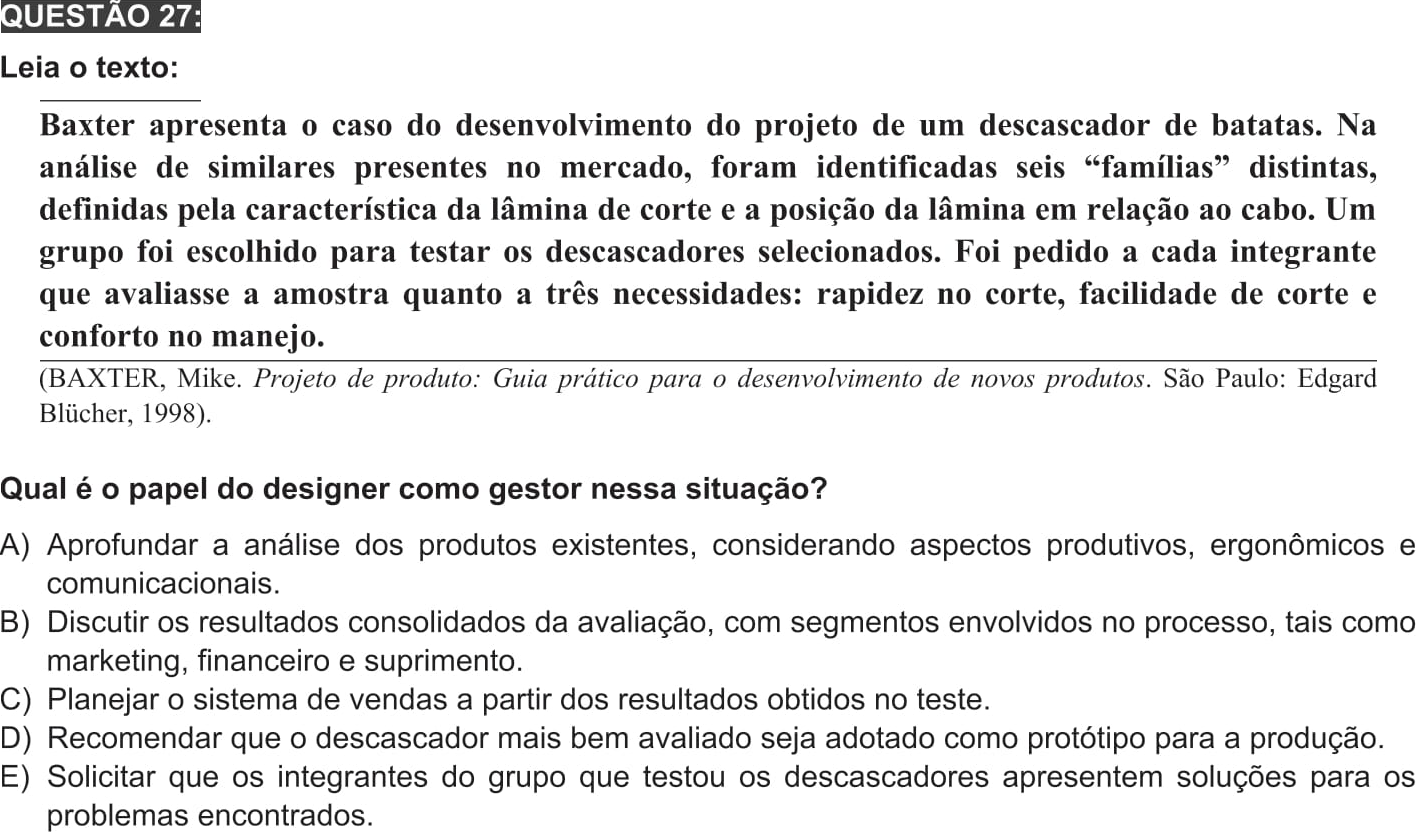 QUESTÃO 27:
Leia o texto:
Baxter apresenta o caso do desenvolvimento do projeto de um descascador de batatas. Na
análise de similares presentes no mercado, foram identificadas seis “famílias” distintas,
definidas pela característica da lâmina de corte e a posição da lâmina em relação ao cabo. Um
grupo foi escolhido para testar os descascadores selecionados. Foi pedido a cada integrante
que avaliasse a amostra quanto a três necessidades: rapidez no corte, facilidade de corte e
conforto no manejo.
(BAXTER, Mike. Projeto de produto: Guia prático para o desenvolvimento de novos produtos. São Paulo: Edgard
Blücher, 1998).
Qual é o papel do designer como gestor nessa situação?
A) Aprofundar a análise dos produtos existentes, considerando aspectos produtivos, ergonômicos e
comunicacionais.
B) Discutir os resultados consolidados da avaliação, com segmentos envolvidos no processo, tais como
marketing, financeiro e suprimento.
C) Planejar o sistema de vendas a partir dos resultados obtidos no teste.
D) Recomendar que o descascador mais bem avaliado seja adotado como protótipo para a produção.
E) Solicitar que os integrantes do grupo que testou os descascadores apresentem soluções para os
problemas encontrados.